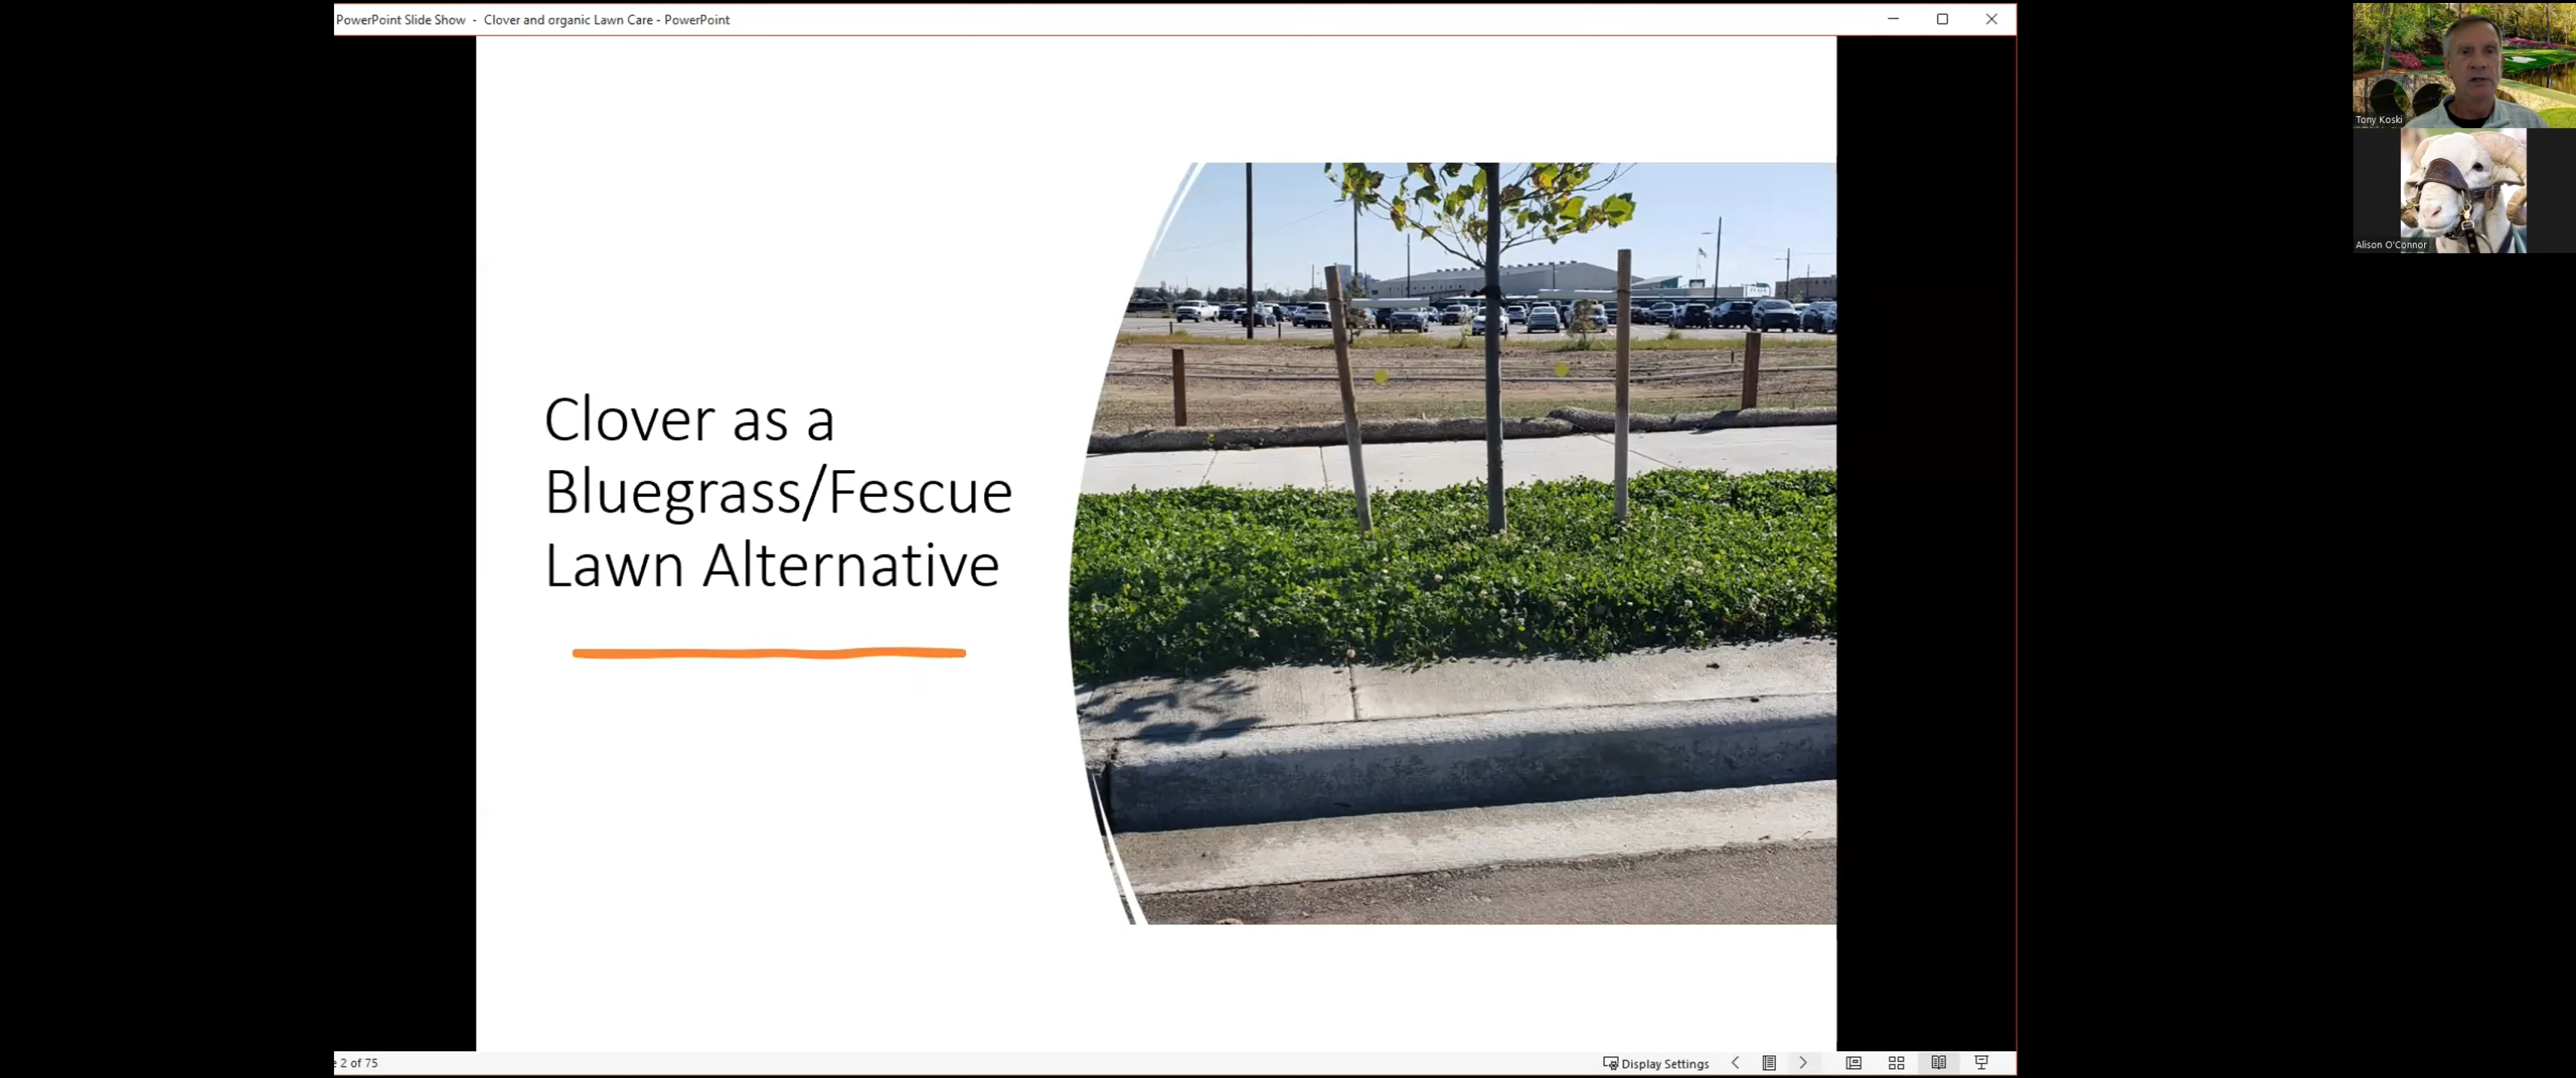 PowerPoint Slide Show - Clover and organic Lawn Care - PowerPoint
Tony Koski
Alison O'Connor
Clover as a
Bluegrass/Fescue
Lawn Alternative
2 of 75
Display Settings